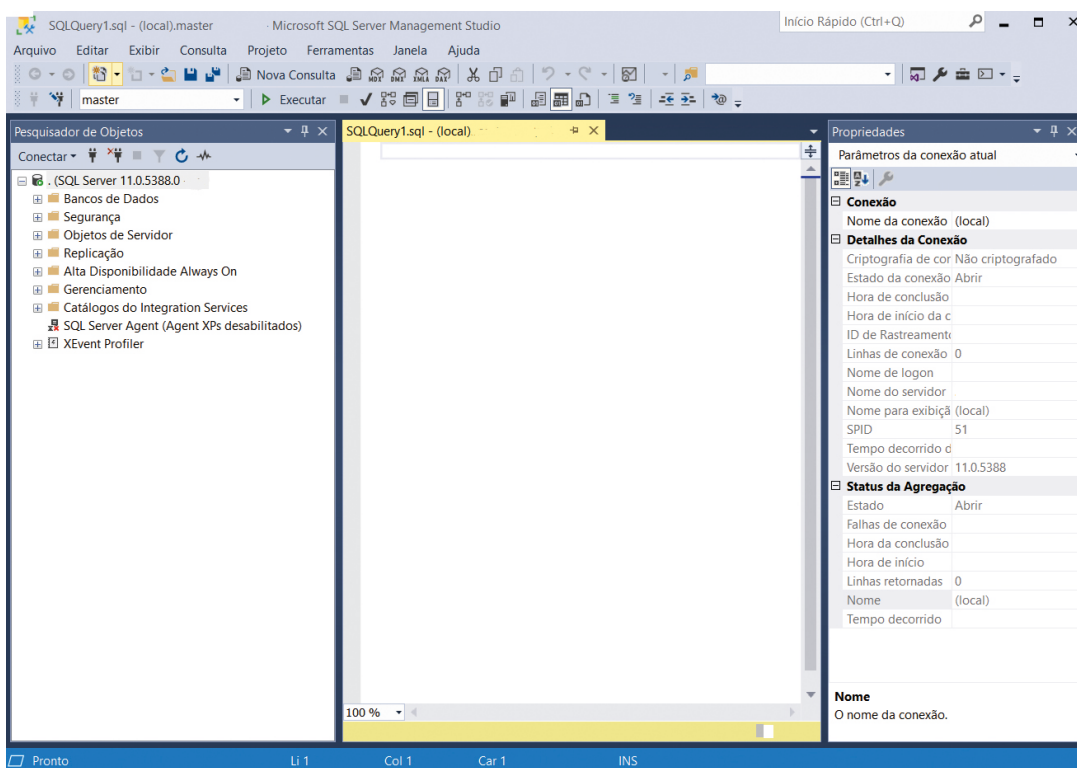 SQLQuery1.sql - (local).master - Microsoft SQL Server Management Studio
Início Rápido (Ctrl+Q)
Arquivo Editar Exibir Consulta Projeto Ferramentas Janela Ajuda
Nova Consulta MDX DMX XMLA DAX
master Executar
Pesquisador de Objetos
Conectar
. (SQL Server 11.0.5388.0
Bancos de Dados
Segurança
Objetos de Servidor
Replicação
Alta Disponibilidade Always On
Gerenciamento
Catálogos do Integration Services
SQL Server Agent (Agent XPs desabilitados)
XEvent Profiler
SQLQuery1.sql - (local)
100 %
Propriedades
Parâmetros da conexão atual
Conexão
Nome da conexão (local)
Detalhes da Conexão
Criptografia de cor Não criptografado
Estado da conexão Abrir
Hora de conclusão
Hora de início da c
ID de Rastreament
Linhas de conexão 0
Nome de logon
Nome do servidor
Nome para exibiçã (local)
SPID 51
Tempo decorrido d
Versão do servidor 11.0.5388
Status da Agregação
Estado Abrir
Falhas de conexão
Hora da conclusão
Hora de início
Linhas retornadas 0
Nome (local)
Tempo decorrido
Nome
O nome da conexão.
Pronto Li 1 Col 1 Car 1 INS